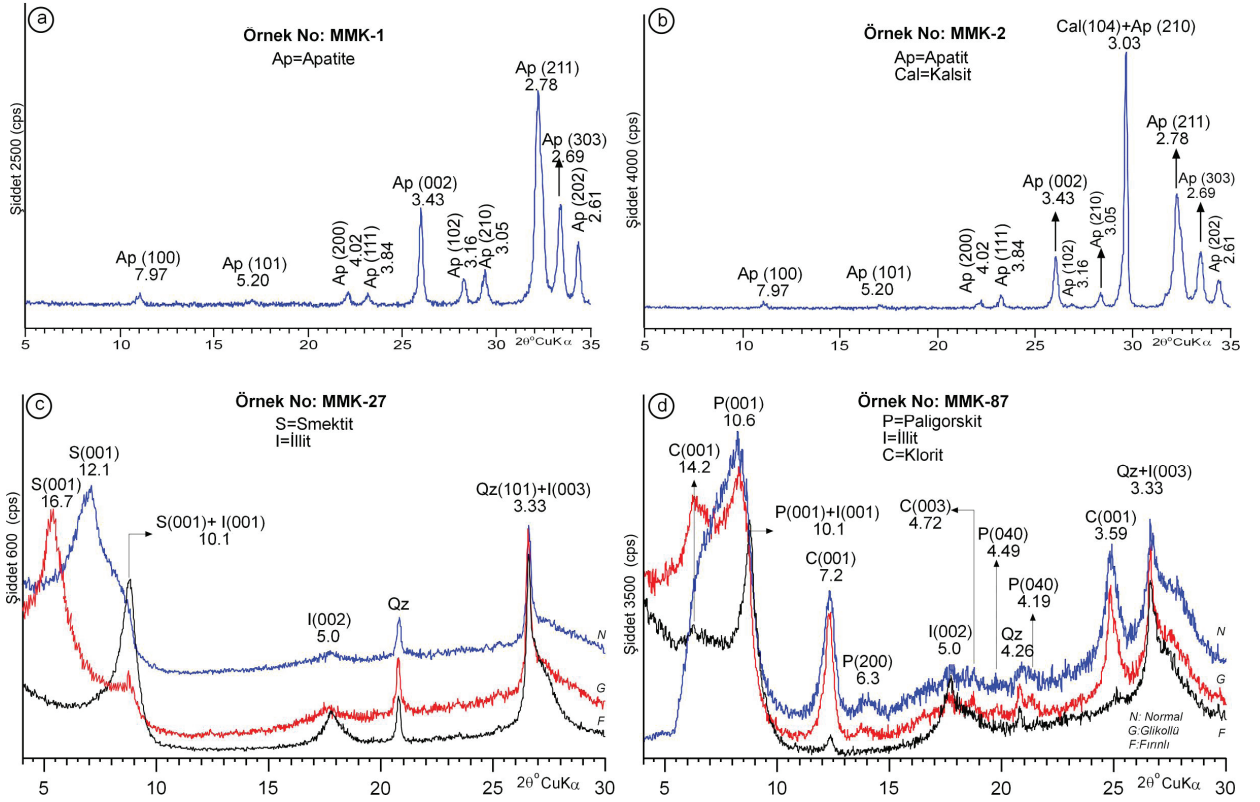 a
Örnek No: MMK-1
Ap=Apatite
Şiddet 2500 (cps)
Ap (100)
7.97
Ap (101)
5.20
Ap (200)
4.02
Ap (111)
3.84
Ap (002)
3.43
Ap (102)
3.16
Ap (210)
3.05
Ap (211)
2.78
Ap (303)
2.69
Ap (202)
2.61
5 10 15 20 25 30 2θ°CuKα 35
b
Örnek No: MMK-2
Ap=Apatit
Cal=Kalsit
Şiddet 4000 (cps)
Ap (100)
7.97
Ap (101)
5.20
Ap (200)
4.02
Ap (111)
3.84
Ap (002)
3.43
Ap (102)
3.16
Ap (210)
3.05
Cal(104)+Ap (210)
3.03
Ap (211)
2.78
Ap (303)
2.69
Ap (202)
2.61
5 10 15 20 25 30 2θ°CuKα 35
c
Örnek No: MMK-27
S=Smektit
I=İllit
Şiddet 600 (cps)
S(001)
16.7
S(001)
12.1
S(001)+ I(001)
10.1
I(002)
5.0
Qz
Qz(101)+I(003)
3.33
N
G
F
5 10 15 20 25 2θ°CuKα 30
d
Örnek No: MMK-87
P=Paligorskit
I=İllit
C=Klorit
Şiddet 3500 (cps)
C(001)
14.2
P(001)
10.6
P(001)+I(001)
10.1
C(001)
7.2
P(200)
6.3
I(002)
5.0
C(003)
4.72
P(040)
4.49
Qz
4.26
P(040)
4.19
C(001)
3.59
Qz+I(003)
3.33
N
G
F
N: Normal
G:Glikollü
F:Fırınlı
5 10 15 20 25 2θ°CuKα 30